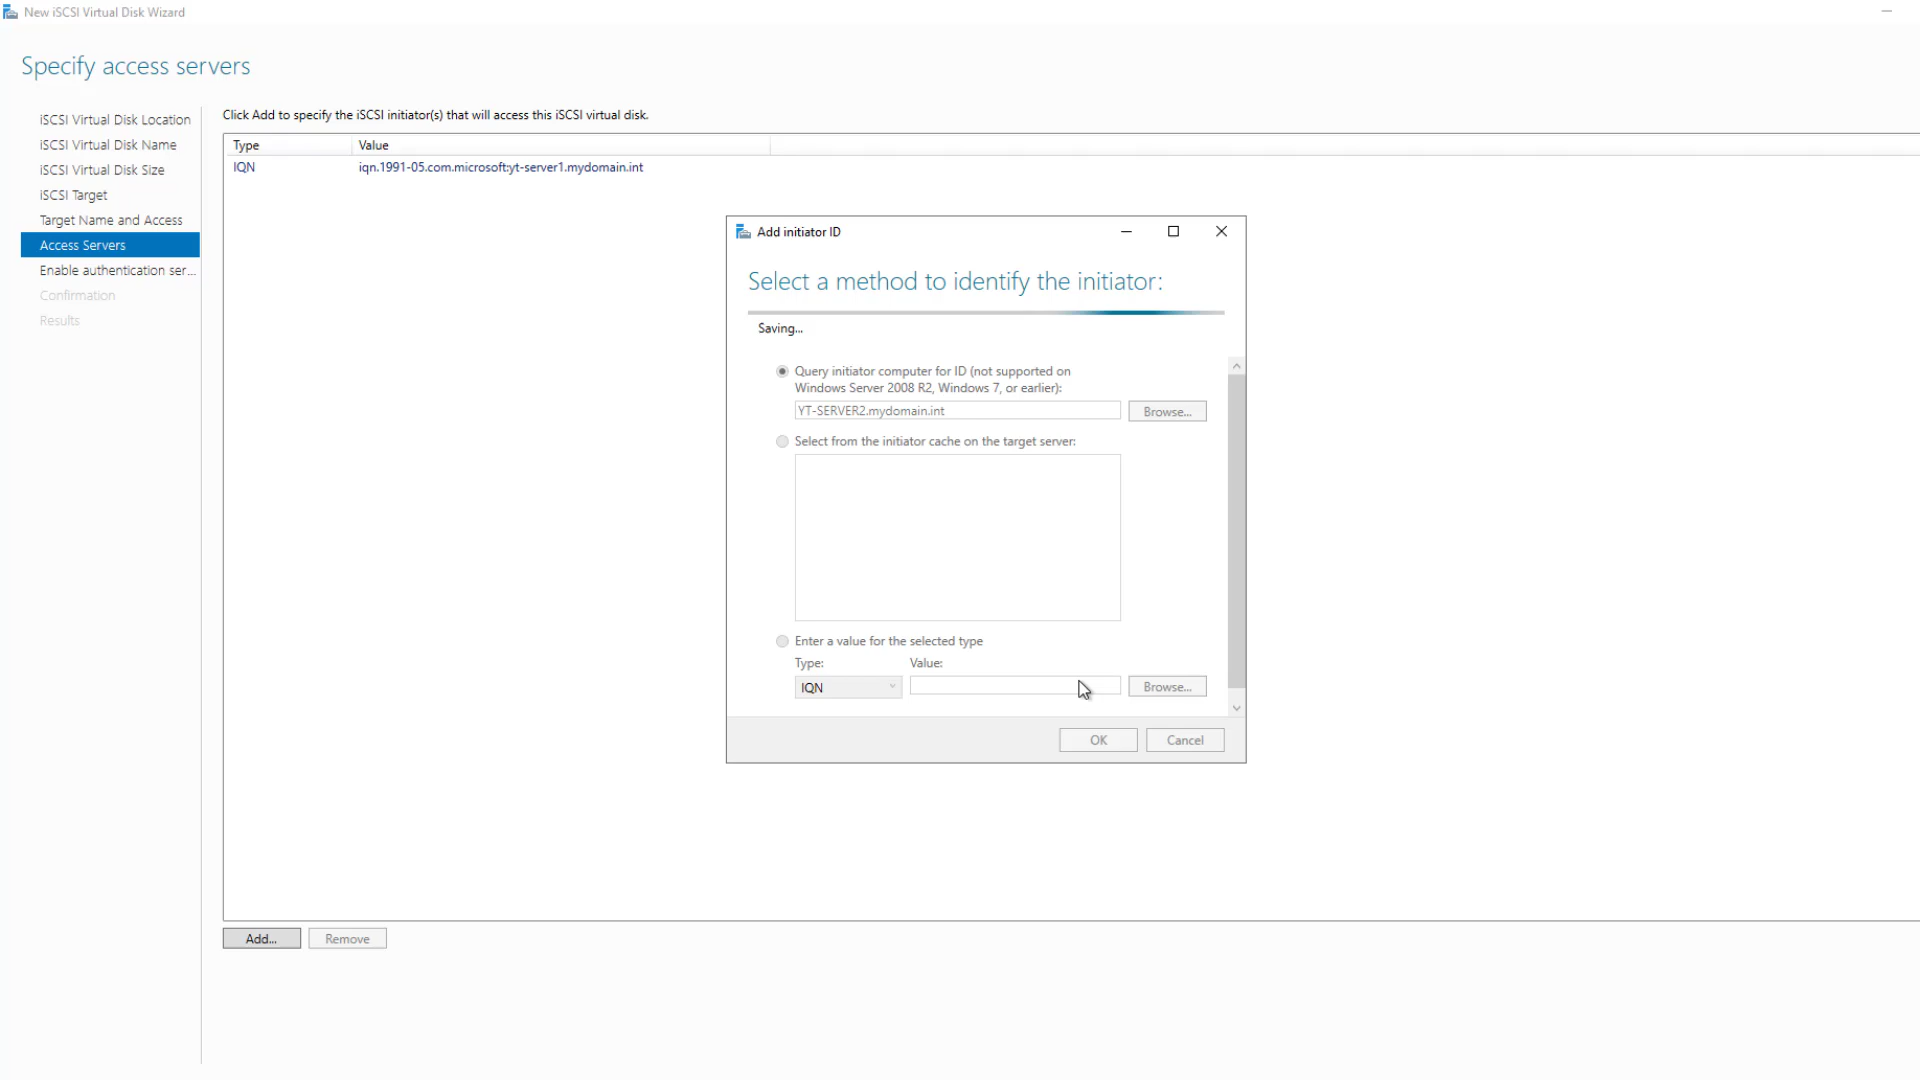 New iSCSI Virtual Disk Wizard
Specify access servers
iSCSI Virtual Disk Location
iSCSI Virtual Disk Name
iSCSI Virtual Disk Size
iSCSI Target
Target Name and Access
Access Servers
Enable authentication ser...
Confirmation
Results
Click Add to specify the iSCSI initiator(s) that will access this iSCSI virtual disk.
Type Value
IQN iqn.1991-05.com.microsoft:yt-server1.mydomain.int
Add initiator ID
Select a method to identify the initiator:
Saving...
Query initiator computer for ID (not supported on
Windows Server 2008 R2, Windows 7, or earlier):
YT-SERVER2.mydomain.int Browse...
Select from the initiator cache on the target server:
Enter a value for the selected type
Type: Value:
IQN Browse...
OK Cancel
Add... Remove